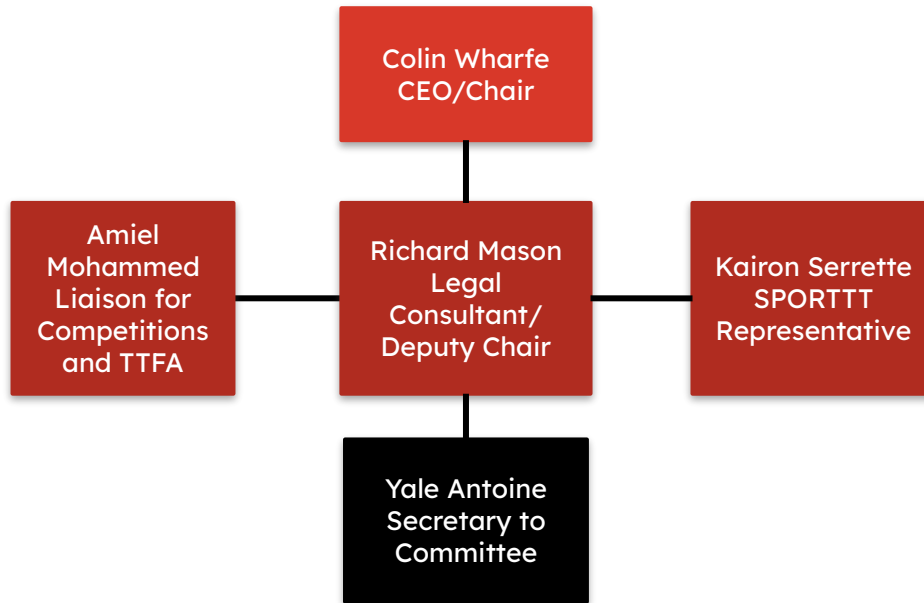 Colin Wharfe
CEO/Chair
Amiel
Mohammed
Liaison for
Competitions
and TTFA
Richard Mason
Legal
Consultant/
Deputy Chair
Kairon Serrette
SPORTTT
Representative
Yale Antoine
Secretary to
Committee